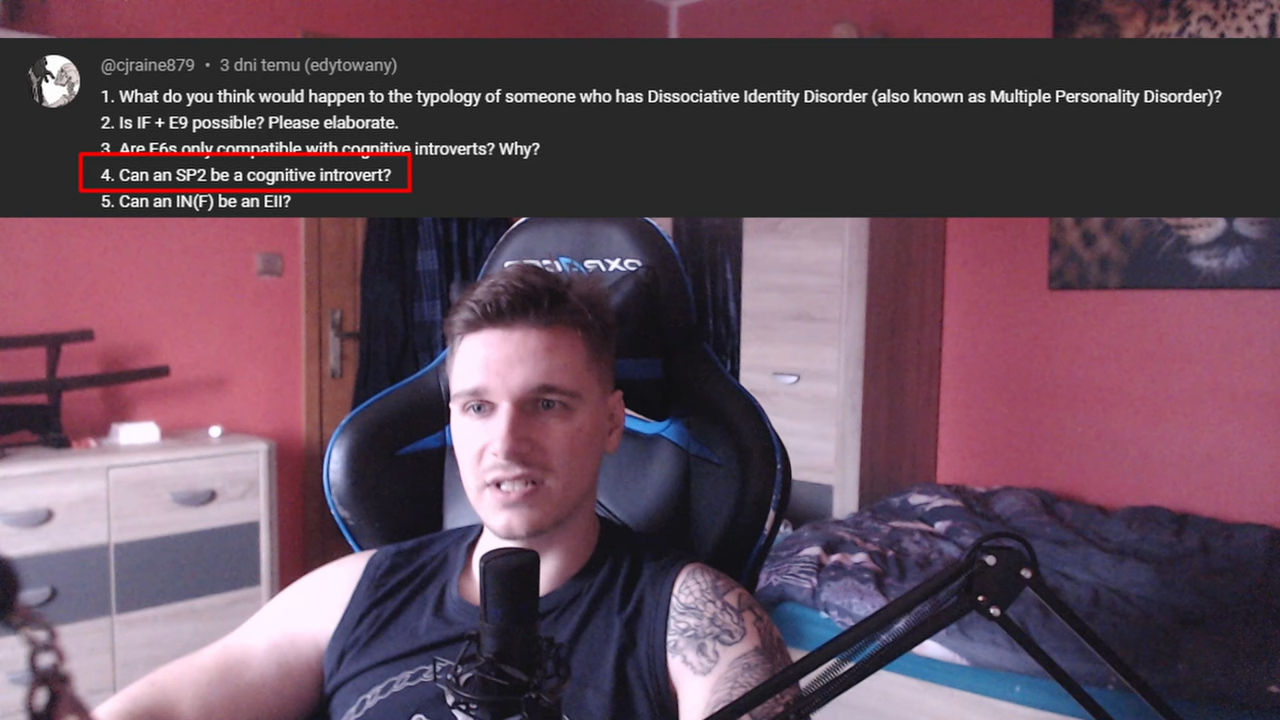 @cjraine879 • 3 dni temu (edytowany)
1. What do you think would happen to the typology of someone who has Dissociative Identity Disorder (also known as Multiple Personality Disorder)?
2. Is IF + E9 possible? Please elaborate.
3. Are E6s only compatible with cognitive introverts? Why?
4. Can an SP2 be a cognitive introvert?
5. Can an IN(F) be an EII?